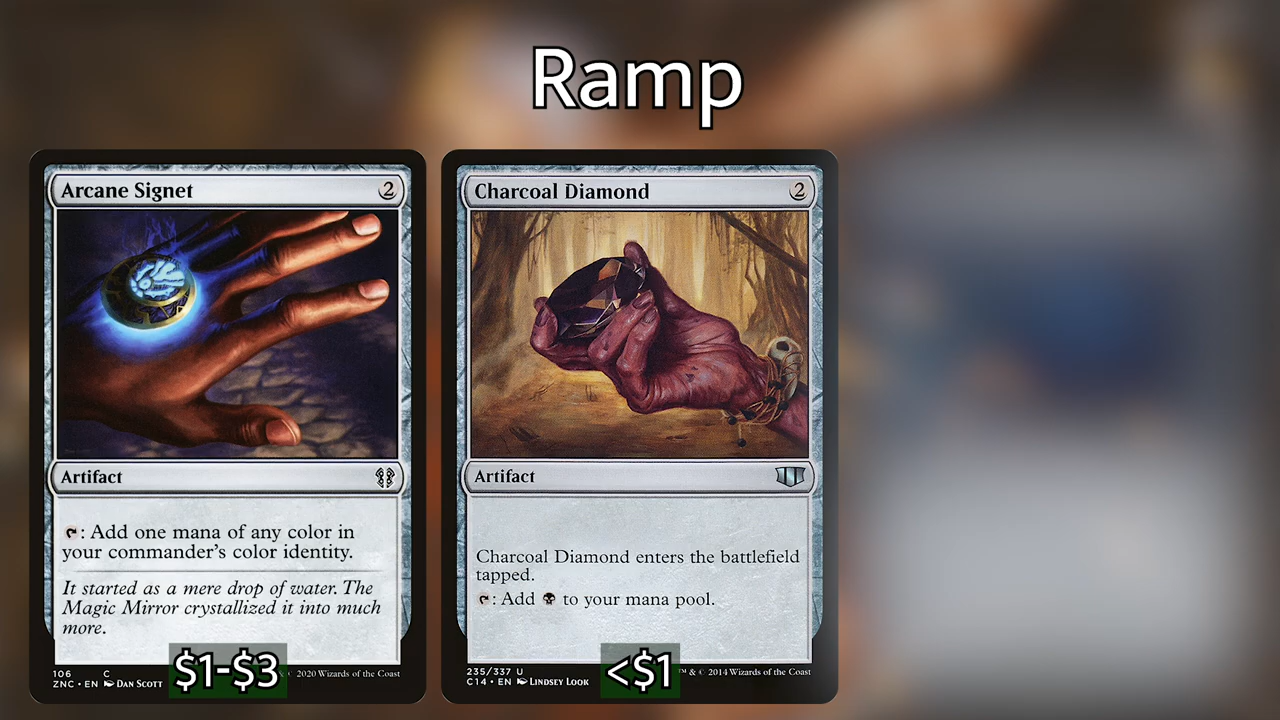 Ramp
Arcane Signet 2
Artifact
: Add one mana of any color in
your commander's color identity.
It started as a mere drop of water. The
Magic Mirror crystallized it into much
more.
106 C
ZNC • EN DAN SCOTT
$1-$3
& © 2020 Wizards of the Coast
Charcoal Diamond 2
Artifact
Charcoal Diamond enters the battlefield
tapped.
: Add to your mana pool.
235/337 U
C14 • EN LINDSEY LOOK
<$1
™ & © 2014 Wizards of the Coast